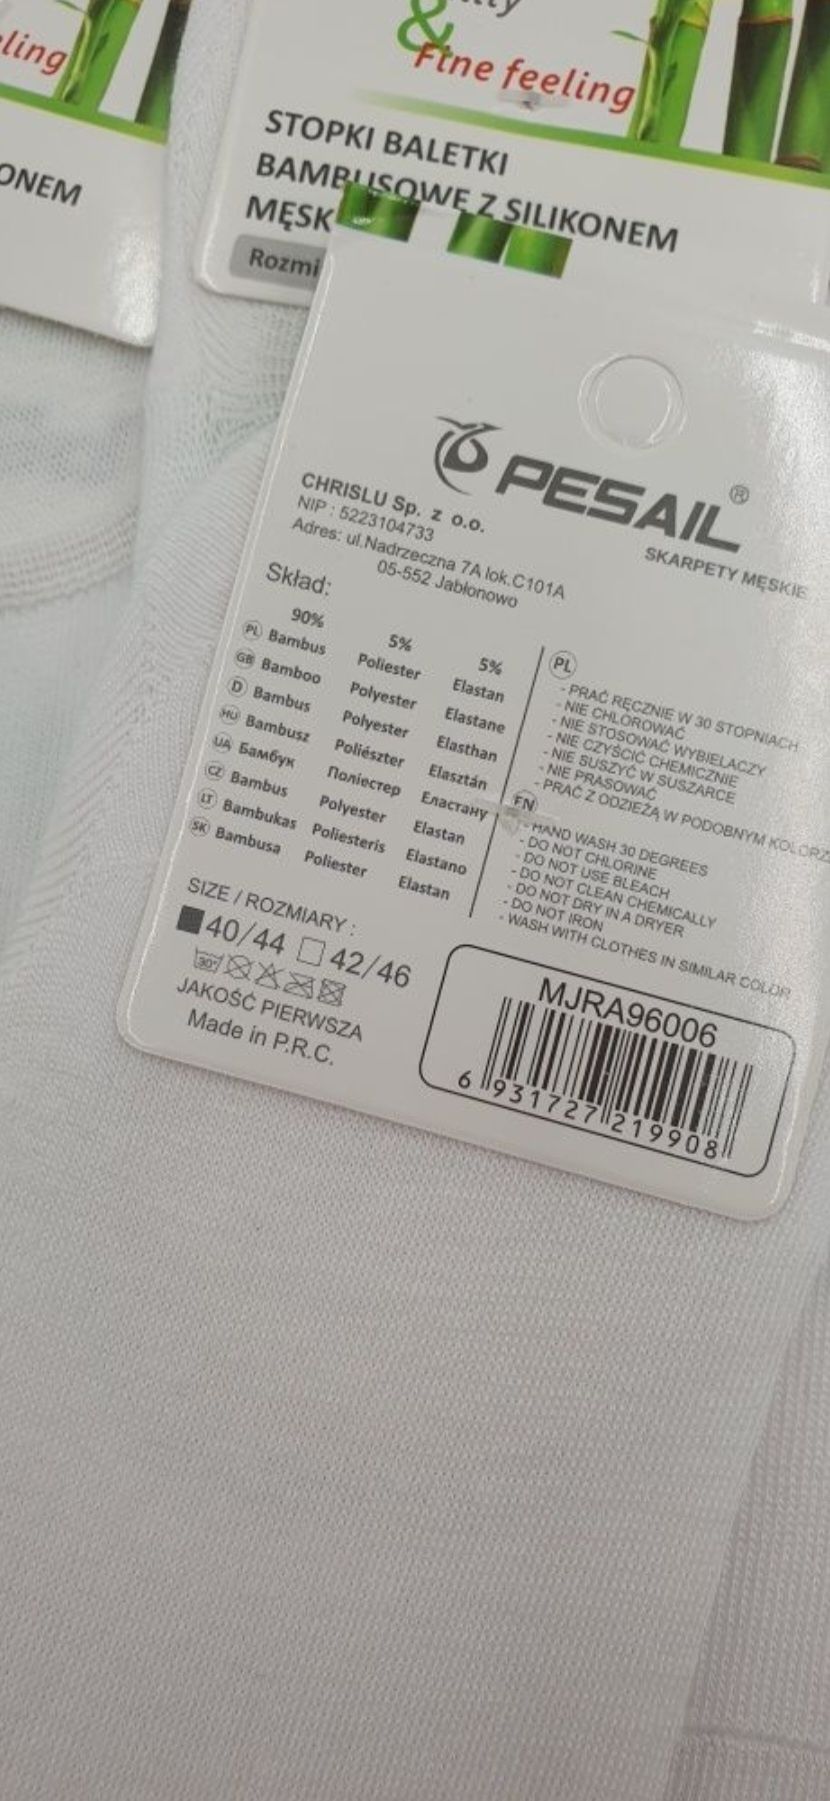 eling
ONEM
&
Fine feeling
STOPKI BALETKI
BAMBUSOWE Z SILIKONEM
MĘSK
Rozmi
PESAIL®
SKARPETY MĘSKIE
CHRISLU Sp. z o.o.
NIP : 5223104733
Adres: ul.Nadrzeczna 7A lok.C101A
05-552 Jabłonowo
Skład:
90% 5% 5%
PL Bambus Poliester Elastan
GB Bamboo Polyester Elastane
D Bambus Polyester Elasthan
HU Bambusz Poliészter Elasztán
UA Бамбук Поліестер Еластану
CZ Bambus Polyester Elastan
LT Bambukas Poliesteris Elastano
SK Bambusa Poliester Elastan
PL
- PRAĆ RĘCZNIE W 30 STOPNIACH
- NIE CHLOROWAĆ
- NIE STOSOWAĆ WYBIELACZY
- NIE CZYŚCIĆ CHEMICZNIE
- NIE SUSZYĆ W SUSZARCE
- NIE PRASOWAĆ
- PRAĆ Z ODZIEŻĄ W PODOBNYM KOLORZ
EN
- HAND WASH 30 DEGREES
- DO NOT CHLORINE
- DO NOT USE BLEACH
- DO NOT CLEAN CHEMICALLY
- DO NOT DRY IN A DRYER
- DO NOT IRON
- WASH WITH CLOTHES IN SIMILAR COLOR
SIZE / ROZMIARY :
40/44 42/46
30°
JAKOŚĆ PIERWSZA
Made in P.R.C.
MJRA96006
6 931727 219908